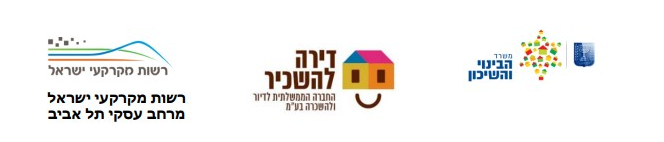 משרד
הבינוי
והשיכון
דירה
להשכיר
החברה הממשלתית לדיור
ולהשכרה בע"מ
רשות מקרקעי ישראל
רשות מקרקעי ישראל
מרחב עסקי תל אביב